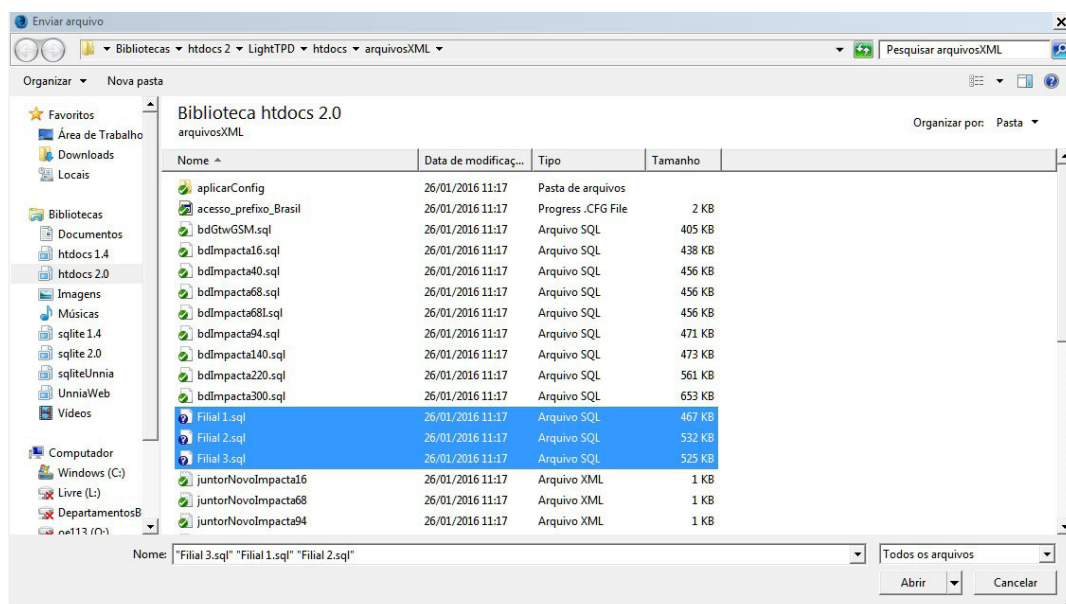 Enviar arquivo
Bibliotecas htdocs 2 LightTPD htdocs arquivosXML
Pesquisar arquivosXML
Organizar Nova pasta
Favoritos
Área de Trabalho
Downloads
Locais
Bibliotecas
Documentos
htdocs 1.4
htdocs 2.0
Imagens
Músicas
sqlite 1.4
sqlite 2.0
sqliteUnnia
UnniaWeb
Vídeos
Computador
Windows (C:)
Livre (L:)
DepartamentosB
oe113 (O:)
Biblioteca htdocs 2.0
arquivosXML
Organizar por: Pasta
Nome Data de modificaç... Tipo Tamanho
aplicarConfig 26/01/2016 11:17 Pasta de arquivos
acesso_prefixo_Brasil 26/01/2016 11:17 Progress .CFG File 2 KB
bdGtwGSM.sql 26/01/2016 11:17 Arquivo SQL 405 KB
bdImpacta16.sql 26/01/2016 11:17 Arquivo SQL 438 KB
bdImpacta40.sql 26/01/2016 11:17 Arquivo SQL 456 KB
bdImpacta68.sql 26/01/2016 11:17 Arquivo SQL 456 KB
bdImpacta68I.sql 26/01/2016 11:17 Arquivo SQL 456 KB
bdImpacta94.sql 26/01/2016 11:17 Arquivo SQL 471 KB
bdImpacta140.sql 26/01/2016 11:17 Arquivo SQL 473 KB
bdImpacta220.sql 26/01/2016 11:17 Arquivo SQL 561 KB
bdImpacta300.sql 26/01/2016 11:17 Arquivo SQL 653 KB
Filial 1.sql 26/01/2016 11:17 Arquivo SQL 467 KB
Filial 2.sql 26/01/2016 11:17 Arquivo SQL 532 KB
Filial 3.sql 26/01/2016 11:17 Arquivo SQL 525 KB
juntorNovoImpacta16 26/01/2016 11:17 Arquivo XML 1 KB
juntorNovoImpacta68 26/01/2016 11:17 Arquivo XML 1 KB
juntorNovoImpacta94 26/01/2016 11:17 Arquivo XML 1 KB
Nome: "Filial 3.sql" "Filial 1.sql" "Filial 2.sql"
Todos os arquivos
Abrir Cancelar